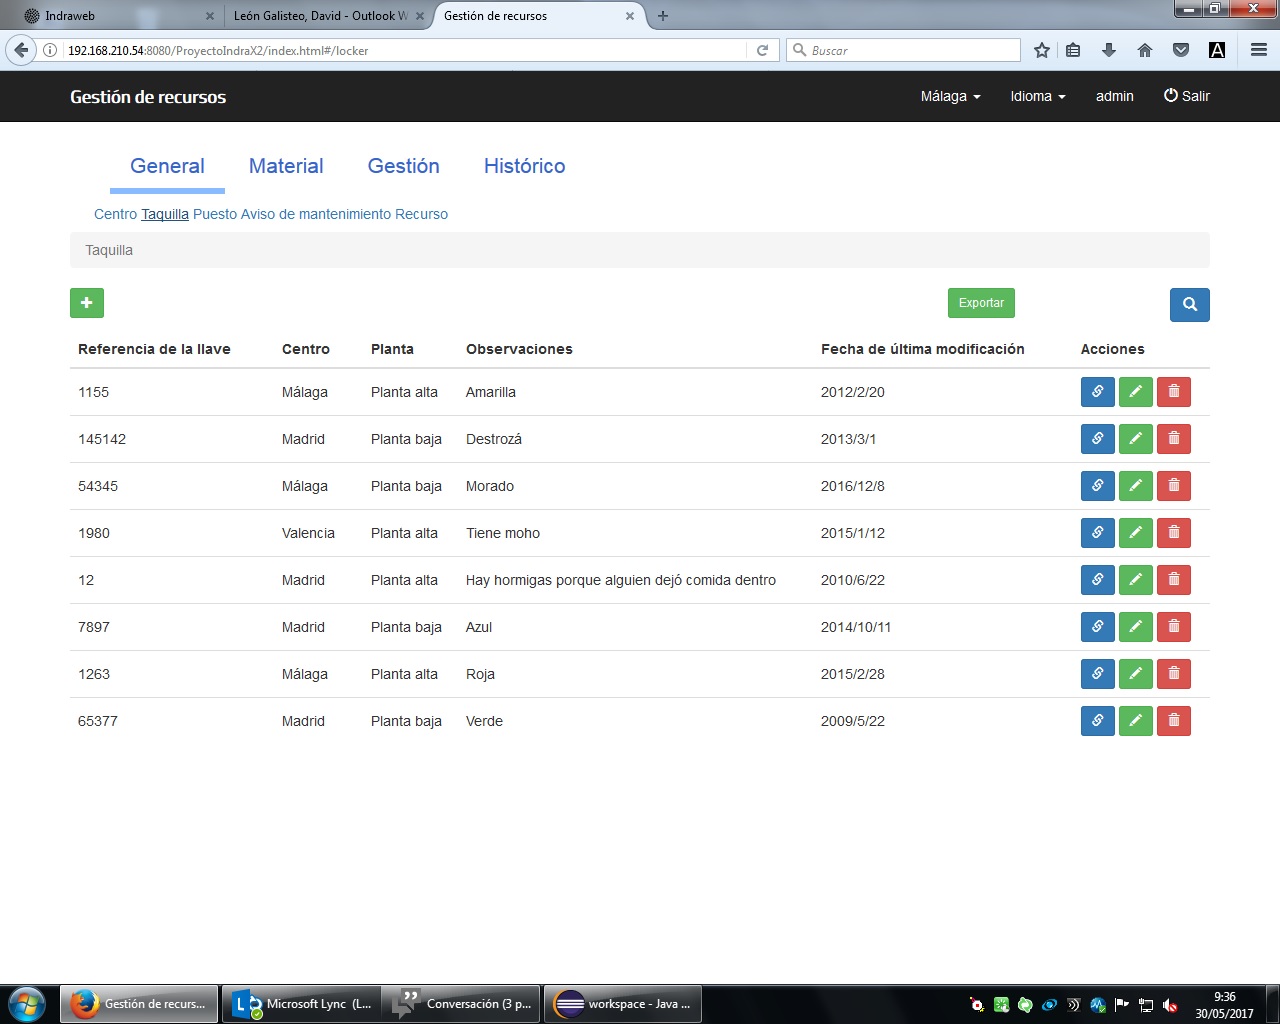 Indraweb
León Galisteo, David - Outlook W
Gestión de recursos
192.168.210.54:8080/ProyectoIndraX2/index.html#/locker
Buscar
Gestión de recursos
Málaga
Idioma
admin
Salir
General
Material
Gestión
Histórico
Centro Taquilla Puesto Aviso de mantenimiento Recurso
Taquilla
Exportar
Referencia de la llave Centro Planta Observaciones Fecha de última modificación Acciones
1155 Málaga Planta alta Amarilla 2012/2/20
145142 Madrid Planta baja Destrozá 2013/3/1
54345 Málaga Planta baja Morado 2016/12/8
1980 Valencia Planta alta Tiene moho 2015/1/12
12 Madrid Planta alta Hay hormigas porque alguien dejó comida dentro 2010/6/22
7897 Madrid Planta baja Azul 2014/10/11
1263 Málaga Planta alta Roja 2015/2/28
65377 Madrid Planta baja Verde 2009/5/22
Gestión de recurs...
Microsoft Lync (L...
Conversación (3 p...
workspace - Java ...
9:36
30/05/2017